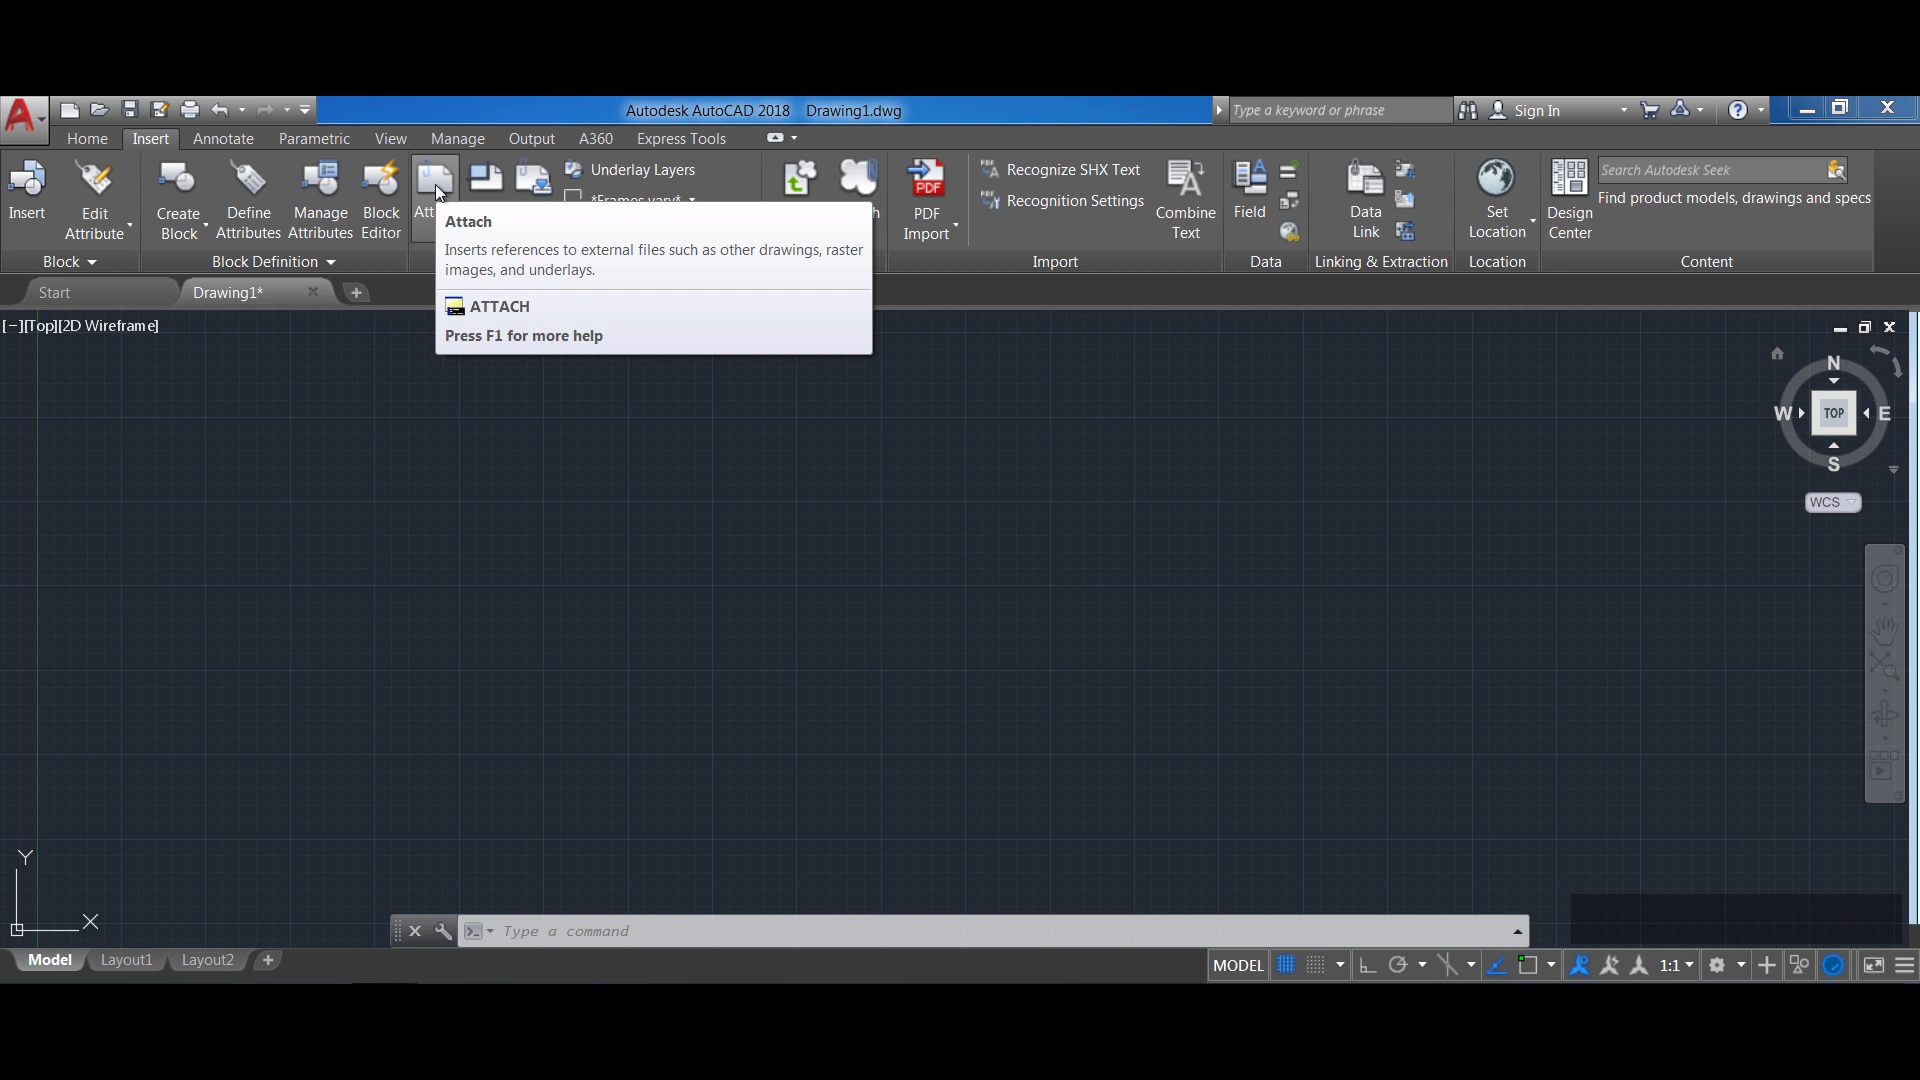 Autodesk AutoCAD 2018 Drawing1.dwg
Type a keyword or phrase
Sign In
Home Insert Annotate Parametric View Manage Output A360 Express Tools
Insert
Edit Attribute
Create Block
Define Attributes
Manage Attributes
Block Editor
Underlay Layers
*Frames vary*
PDF
PDF Import
Recognize SHX Text
Recognition Settings
Combine Text
Field
Data Link
Set Location
Design Center
Search Autodesk Seek
Find product models, drawings and specs
Block Block Definition Import Data Linking & Extraction Location Content
Attach
Inserts references to external files such as other drawings, raster
images, and underlays.
ATTACH
Press F1 for more help
Start Drawing1*
[−][Top][2D Wireframe]
N
W TOP E
S
WCS
Y
X
Type a command
Model Layout1 Layout2
MODEL 1:1